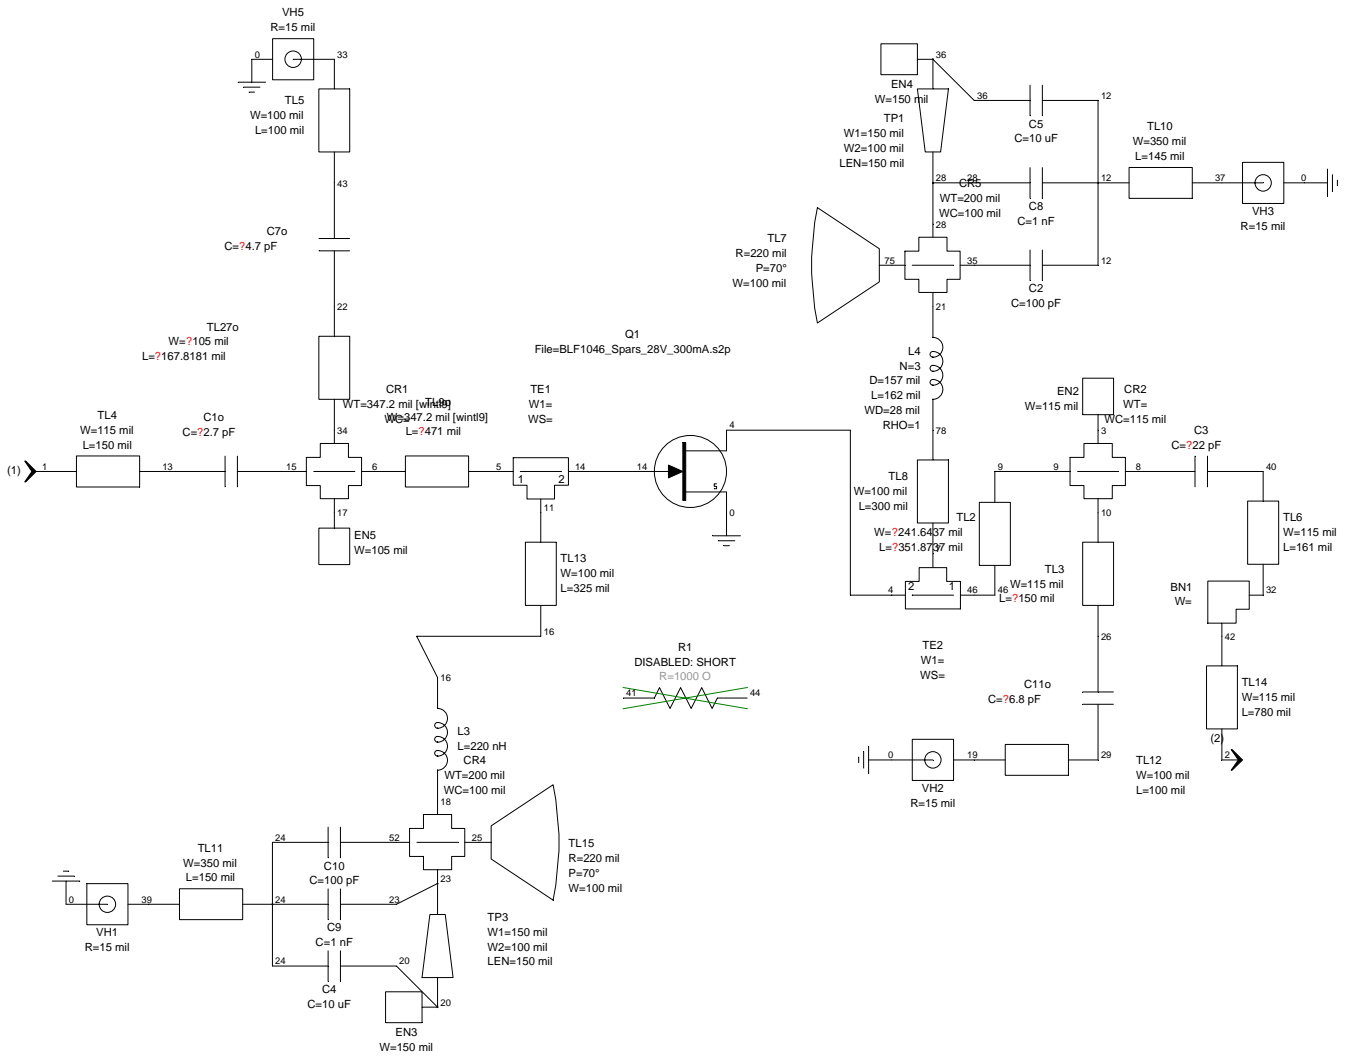 VH5
R=15 mil
0
33
TL5
W=100 mil
L=100 mil
43
C7o
C=?4.7 pF
22
TL27o
W=?105 mil
L=?167.8181 mil
34
CR1
WT=347.2 mil [wintl9]
WC=
TL9o
W=347.2 mil [wintl9]
L=?471 mil
TE1
W1=
WS=
Q1
File=BLF1046_Spars_28V_300mA.s2p
TL4
W=115 mil
L=150 mil
C1o
C=?2.7 pF
(1)
1
13
15
6
5
1
2
14
14
4
S
0
17
EN5
W=105 mil
11
TL13
W=100 mil
L=325 mil
16
16
L3
L=220 nH
CR4
WT=200 mil
WC=100 mil
18
24
52
25
C10
C=100 pF
TL15
R=220 mil
P=70°
W=100 mil
TL11
W=350 mil
L=150 mil
0
VH1
R=15 mil
39
24
23
23
C9
C=1 nF
TP3
W1=150 mil
W2=100 mil
LEN=150 mil
24
20
C4
C=10 uF
20
EN3
W=150 mil
R1
DISABLED: SHORT
R=1000 O
41
44
36
EN4
W=150 mil
TP1
W1=150 mil
W2=100 mil
LEN=150 mil
36
12
C5
C=10 uF
TL10
W=350 mil
L=145 mil
28
28
12
37
0
CR5
WT=200 mil
WC=100 mil
C8
C=1 nF
VH3
R=15 mil
28
TL7
R=220 mil
P=70°
W=100 mil
75
35
12
C2
C=100 pF
21
L4
N=3
D=157 mil
L=162 mil
WD=28 mil
RHO=1
78
TL8
W=100 mil
L=300 mil
TL2
W=?241.6437 mil
L=?351.8737 mil
9
9
EN2
W=115 mil
CR2
WT=
WC=115 mil
3
8
C3
C=?22 pF
40
10
TL6
W=115 mil
L=161 mil
TL3
W=115 mil
L=?150 mil
4
2
1
46
46
TE2
W1=
WS=
BN1
W=
32
26
42
C11o
C=?6.8 pF
TL14
W=115 mil
L=780 mil
(2)
2
0
VH2
R=15 mil
19
29
TL12
W=100 mil
L=100 mil